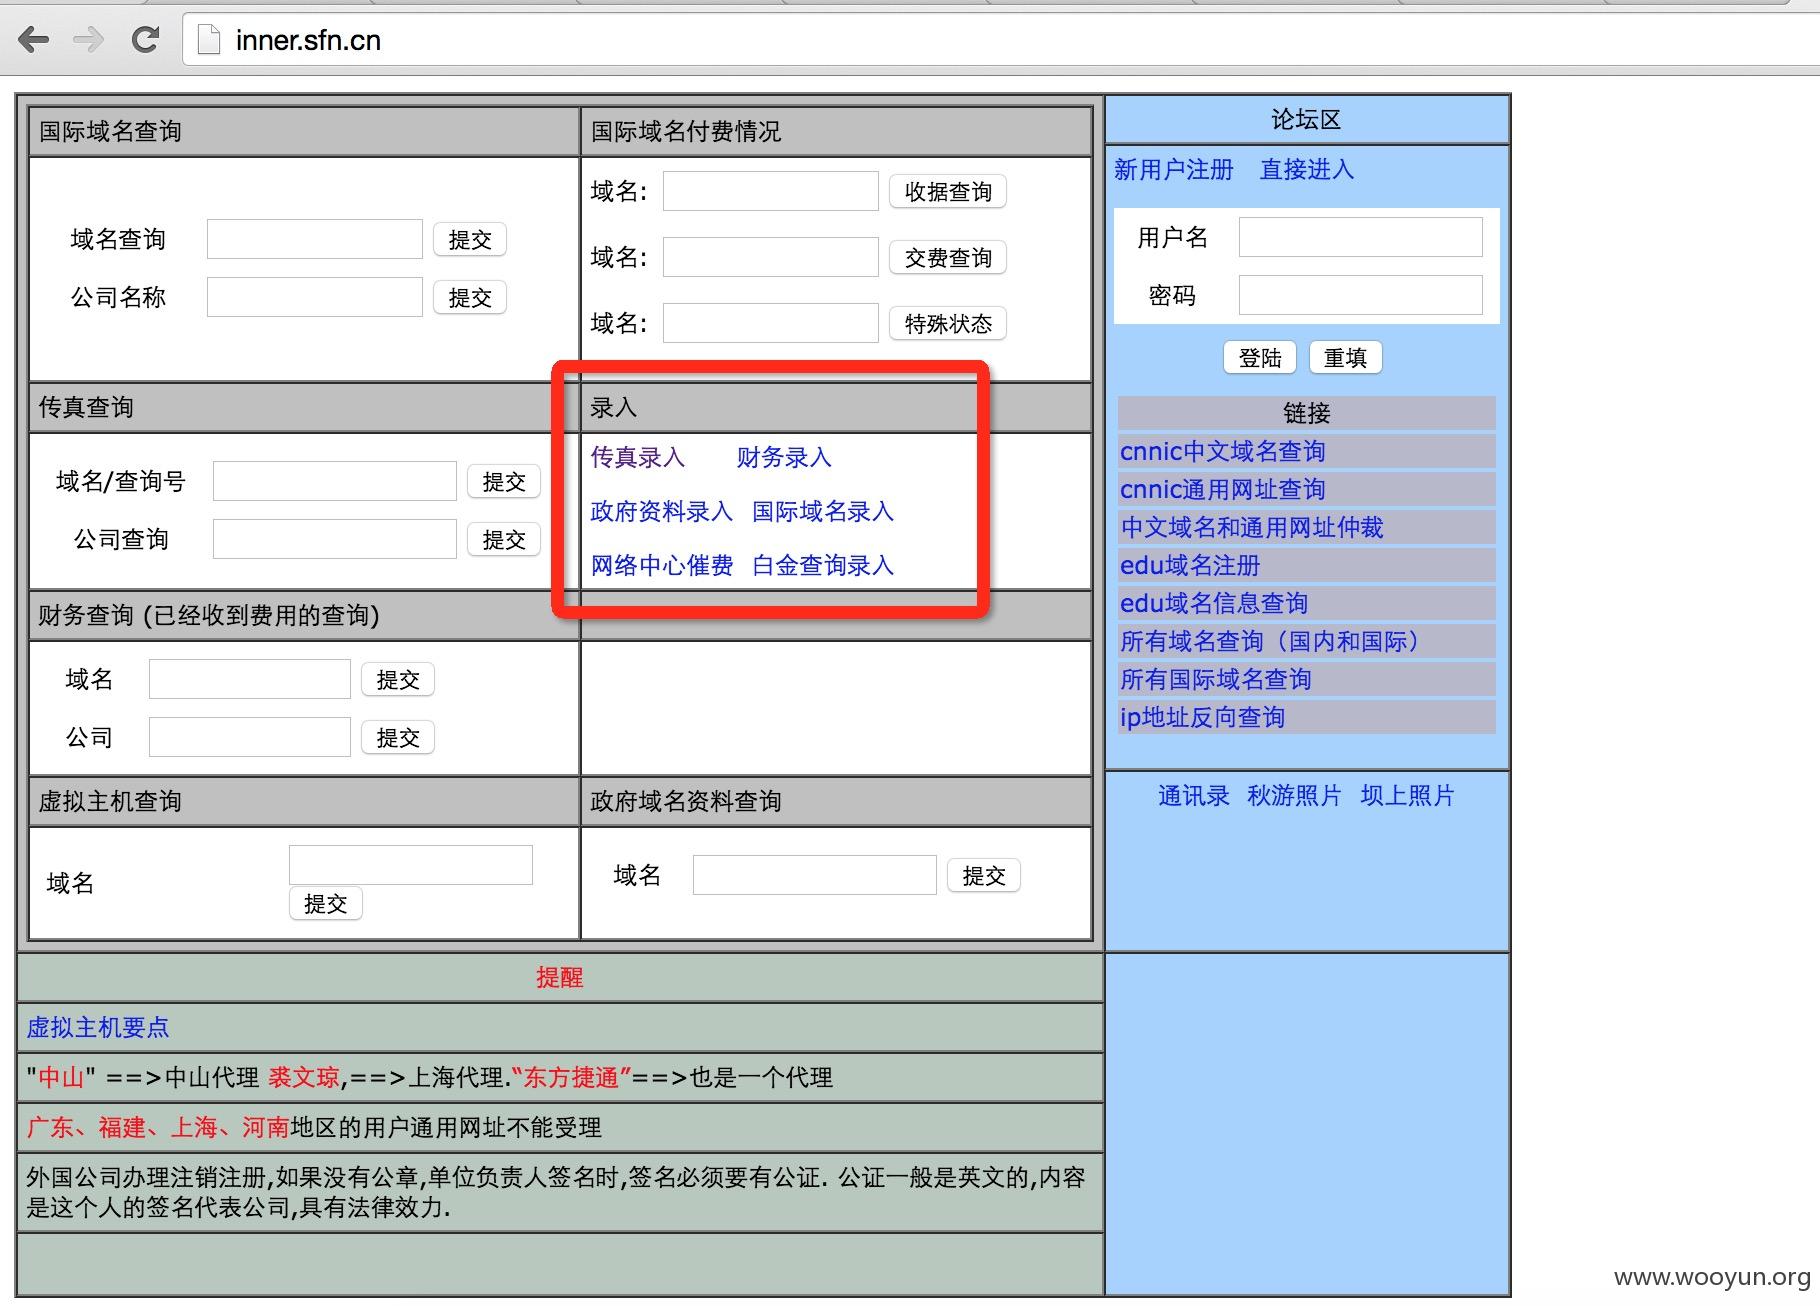 inner.sfn.cn
国际域名查询
国际域名付费情况
域名查询 提交
公司名称 提交
域名: 收据查询
域名: 交费查询
域名: 特殊状态
传真查询
录入
域名/查询号 提交
公司查询 提交
传真录入 财务录入
政府资料录入 国际域名录入
网络中心催费 白金查询录入
财务查询 (已经收到费用的查询)
域名 提交
公司 提交
虚拟主机查询
政府域名资料查询
域名
提交
域名 提交
论坛区
新用户注册 直接进入
用户名
密码
登陆 重填
链接
cnnic中文域名查询
cnnic通用网址查询
中文域名和通用网址仲裁
edu域名注册
edu域名信息查询
所有域名查询（国内和国际）
所有国际域名查询
ip地址反向查询
通讯录 秋游照片 坝上照片
提醒
虚拟主机要点
"中山" ==>中山代理 裘文琼,==>上海代理.“东方捷通”==>也是一个代理
广东、福建、上海、河南地区的用户通用网址不能受理
外国公司办理注销注册,如果没有公章,单位负责人签名时,签名必须要有公证. 公证一般是英文的,内容
是这个人的签名代表公司,具有法律效力.
www.wooyun.org